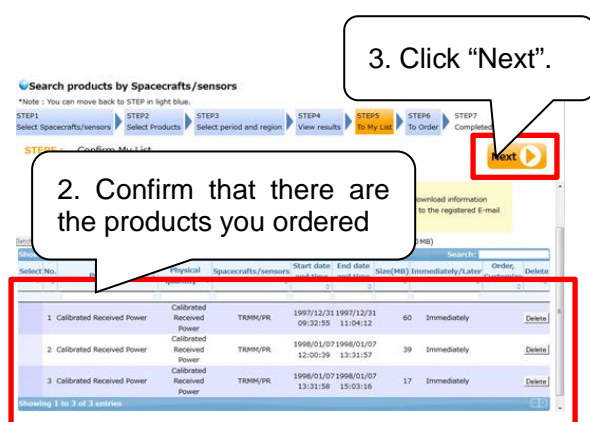 3. Click “Next”.
Search products by Spacecrafts/sensors
*Note : You can move back to STEP in light blue.
STEP1 STEP2 STEP3 STEP4 STEP5 STEP6 STEP7
Select Spacecrafts/sensors Select Products Select period and region View results To My List To Order Completed
Confirm My List
Next
2. Confirm that there are
the products you ordered
ownload information
to the registered E-mail
MB)
Search:
Select No. Physical Spacecrafts/sensors Start date End date Size(MB) Immediately/Later Order, Delete
Calibrated
1 Calibrated Received Power Received TRMM/PR 1997/12/31 1997/12/31 60 Immediately Delete
Power 09:32:55 11:04:12
Calibrated
2 Calibrated Received Power Received TRMM/PR 1998/01/07 1998/01/07 39 Immediately Delete
Power 12:00:39 13:31:57
Calibrated
3 Calibrated Received Power Received TRMM/PR 1998/01/07 1998/01/07 17 Immediately Delete
Power 13:31:58 15:03:16
Showing 1 to 3 of 3 entries